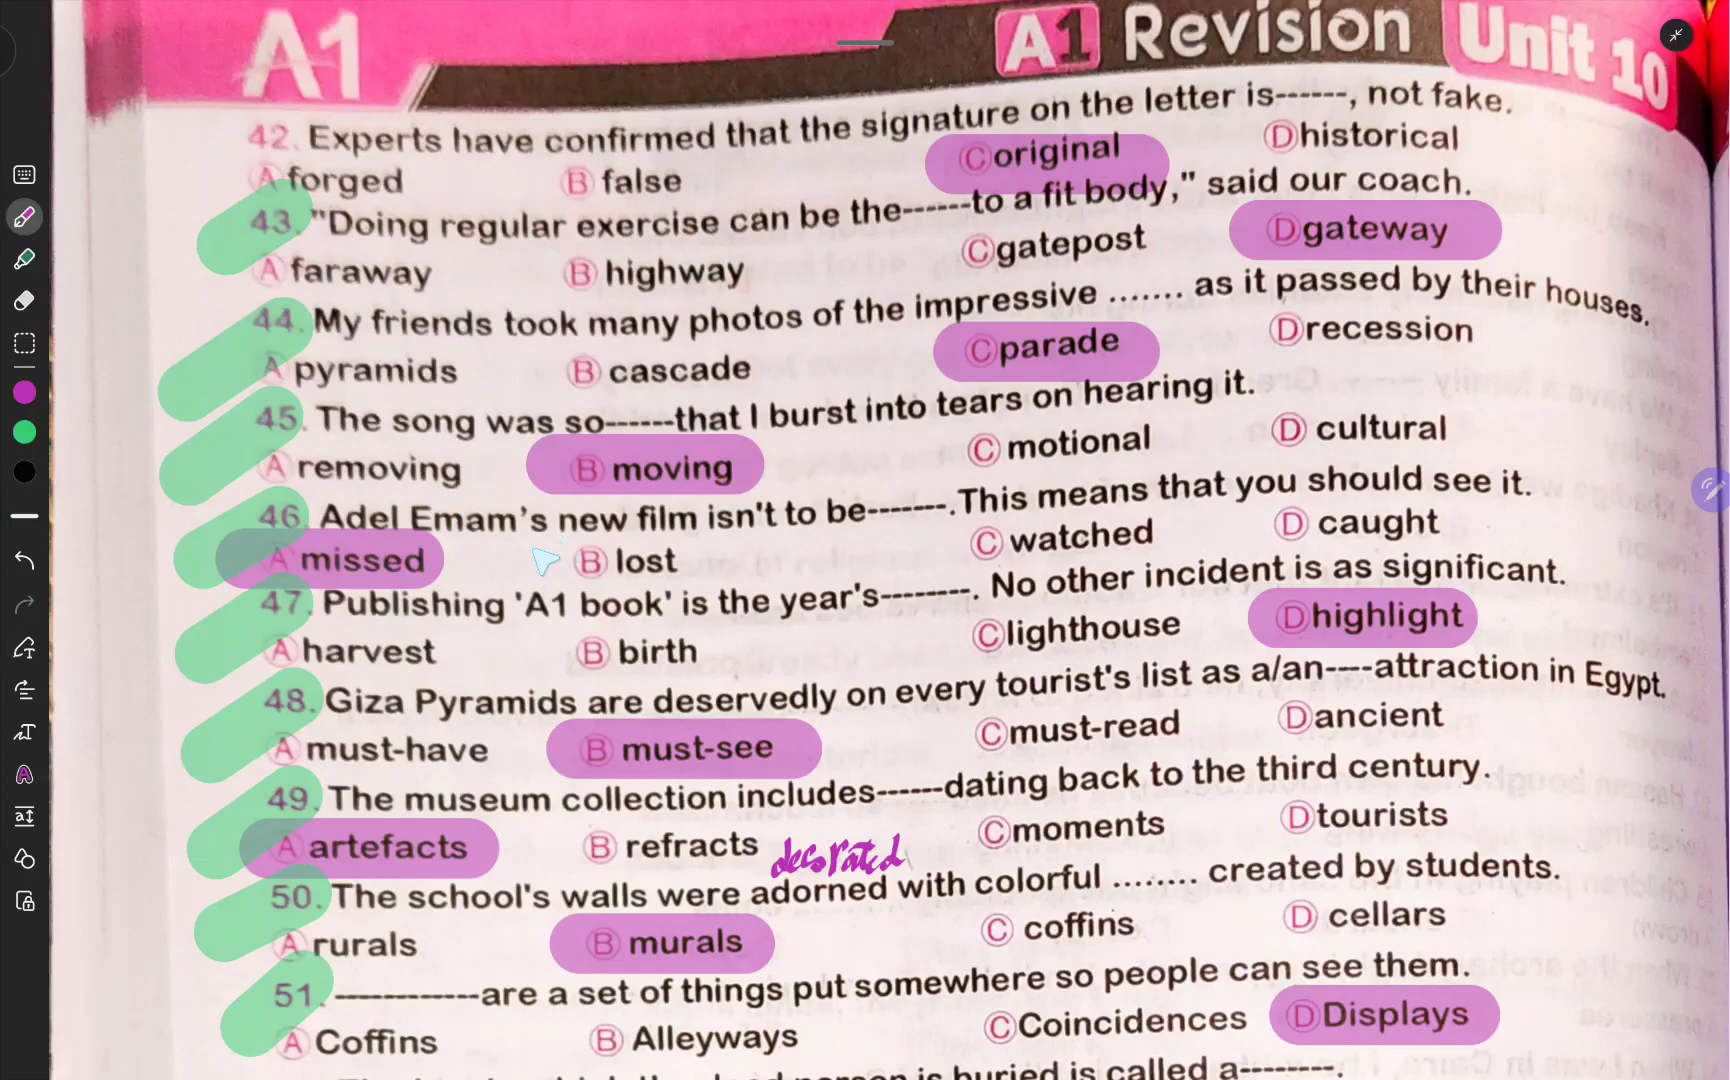 A1
A1 Revision Unit 10
42. Experts have confirmed that the signature on the letter is------, not fake.
A forged B false C original D historical
43. "Doing regular exercise can be the------to a fit body," said our coach.
A faraway B highway C gatepost D gateway
44. My friends took many photos of the impressive ....... as it passed by their houses.
A pyramids B cascade C parade D recession
45. The song was so------that I burst into tears on hearing it.
A removing B moving C motional D cultural
46. Adel Emam's new film isn't to be-------.This means that you should see it.
A missed B lost C watched D caught
47. Publishing 'A1 book' is the year's--------. No other incident is as significant.
A harvest B birth C lighthouse D highlight
48. Giza Pyramids are deservedly on every tourist's list as a/an----attraction in Egypt.
A must-have B must-see C must-read D ancient
49. The museum collection includes------dating back to the third century.
A artefacts B refracts C moments D tourists
decorated
50. The school's walls were adorned with colorful ........ created by students.
A rurals B murals C coffins D cellars
51. ------------are a set of things put somewhere so people can see them.
A Coffins B Alleyways C Coincidences D Displays
person is buried is called a--------.